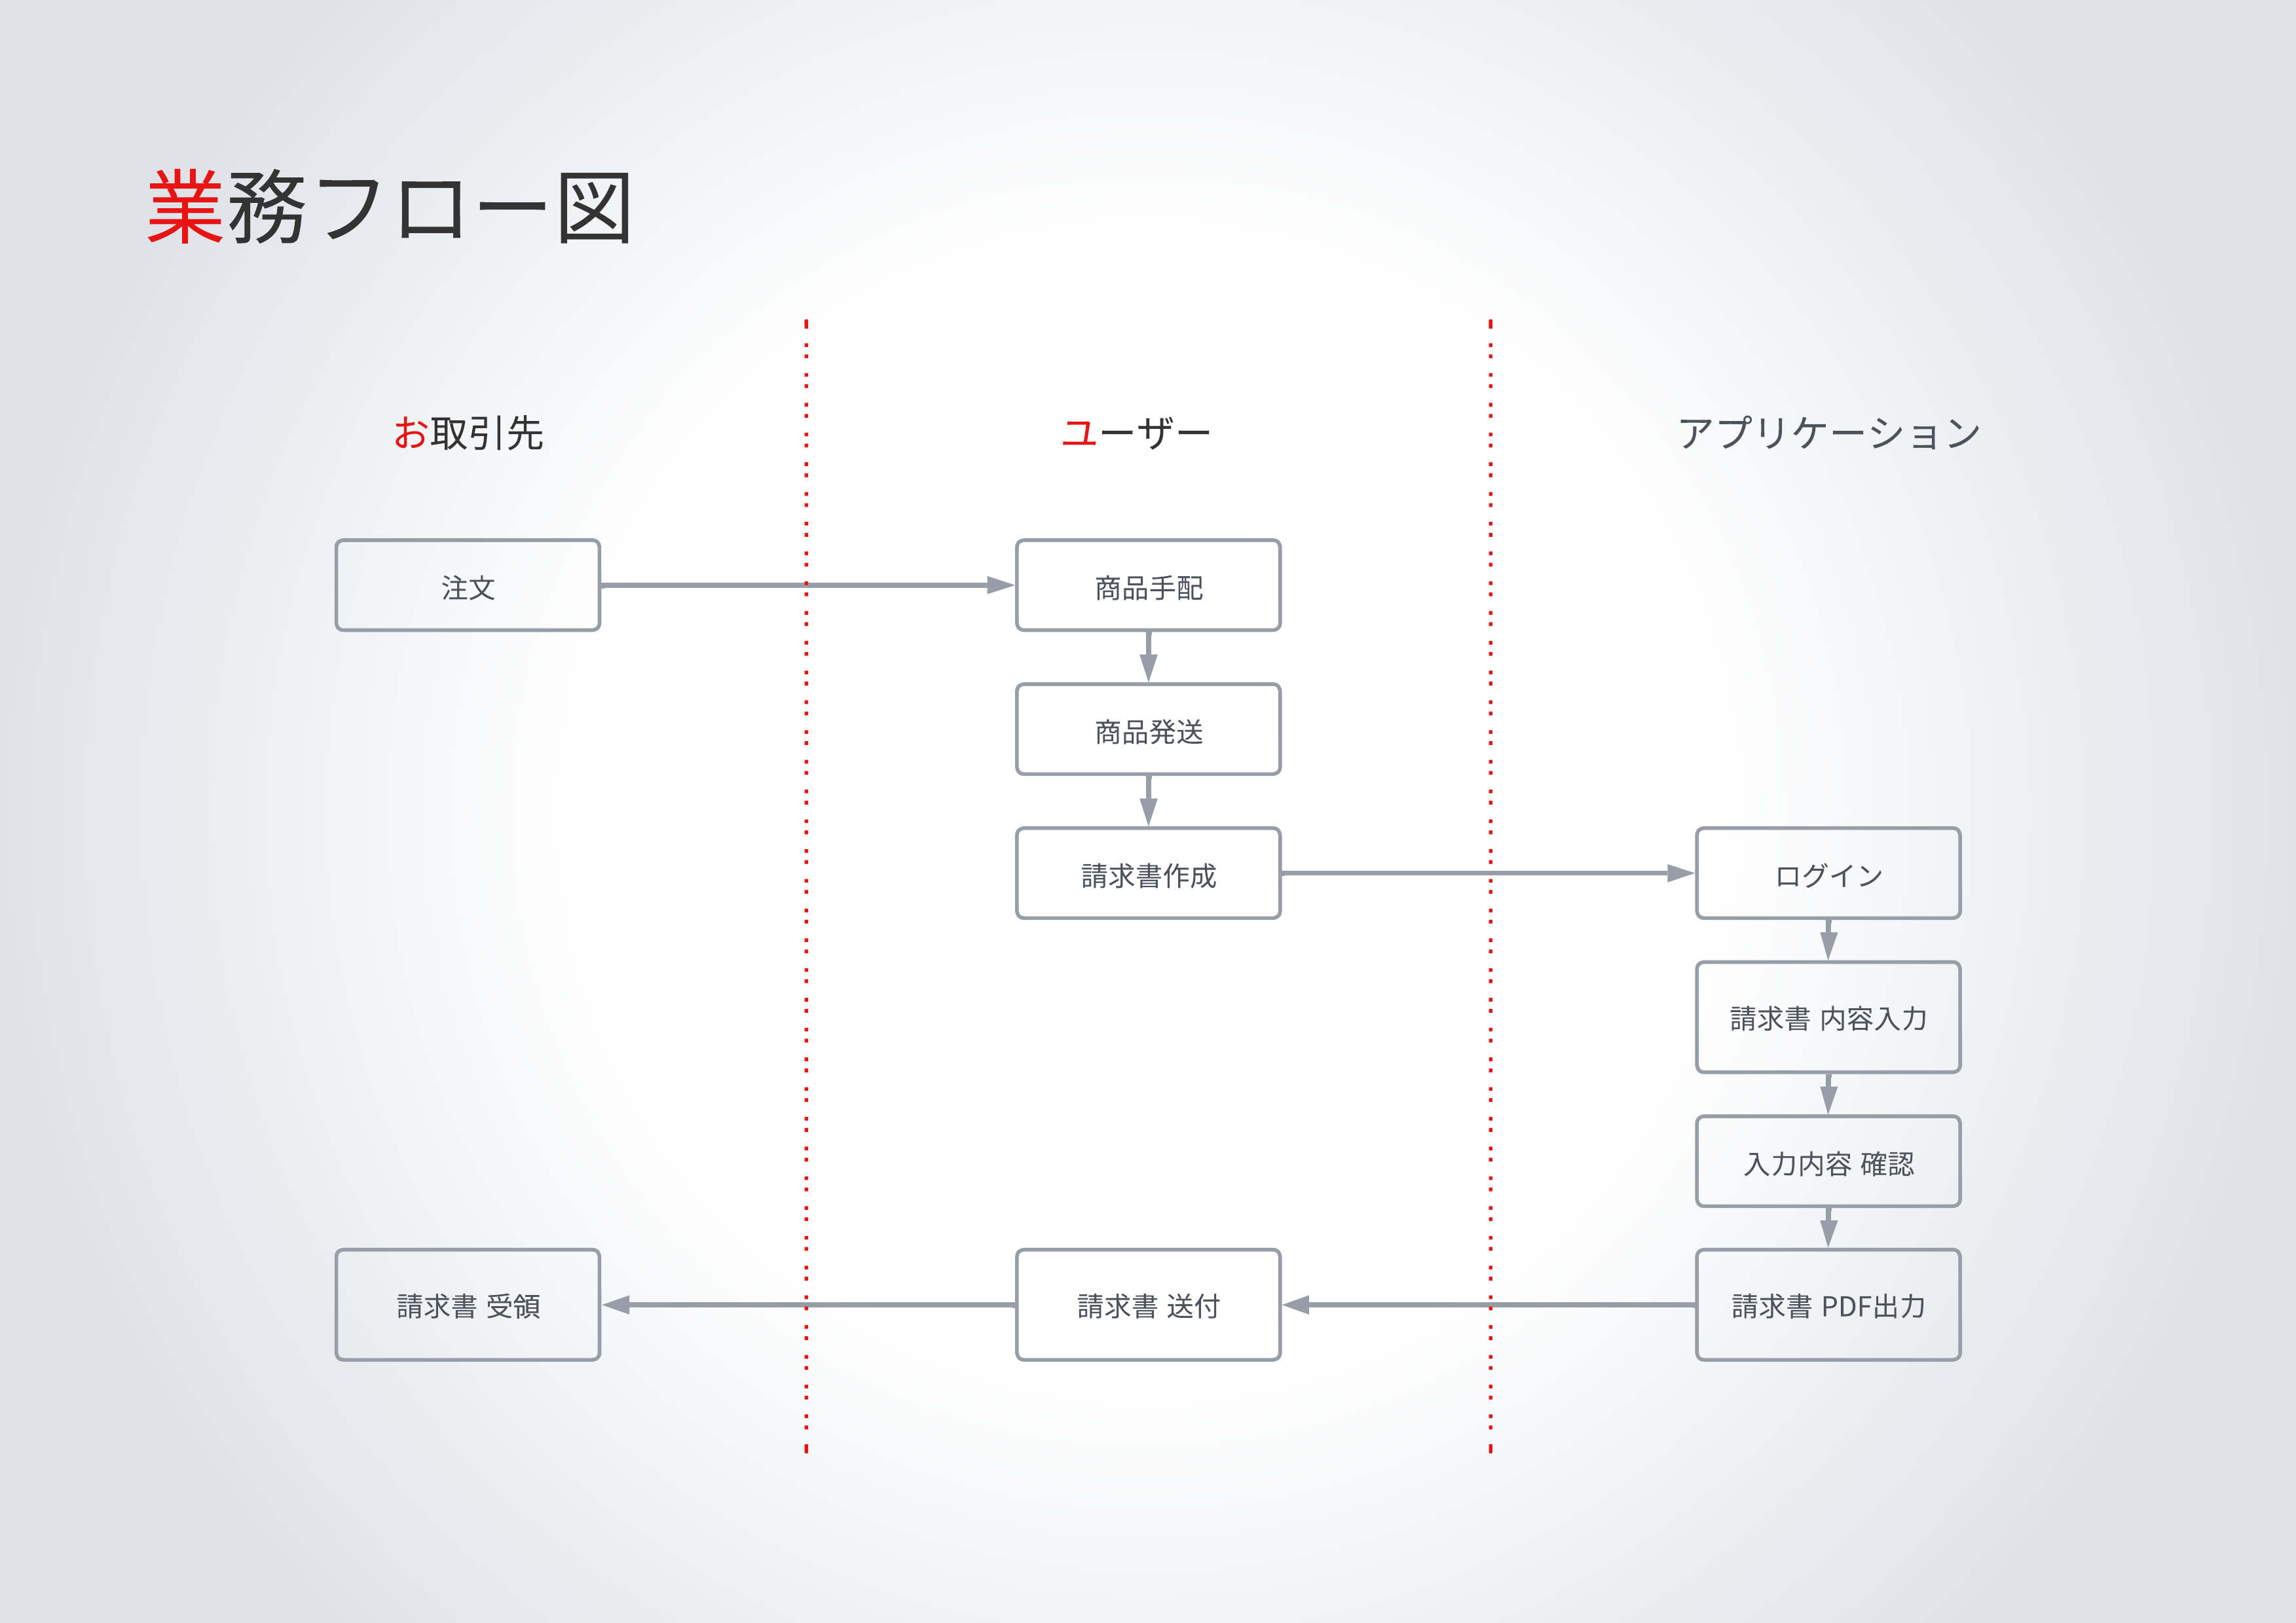 業務フロー図
お取引先
ユーザー
アプリケーション
注文
商品手配
商品発送
請求書作成
ログイン
請求書 内容入力
入力内容 確認
請求書 受領
請求書 送付
請求書 PDF出力